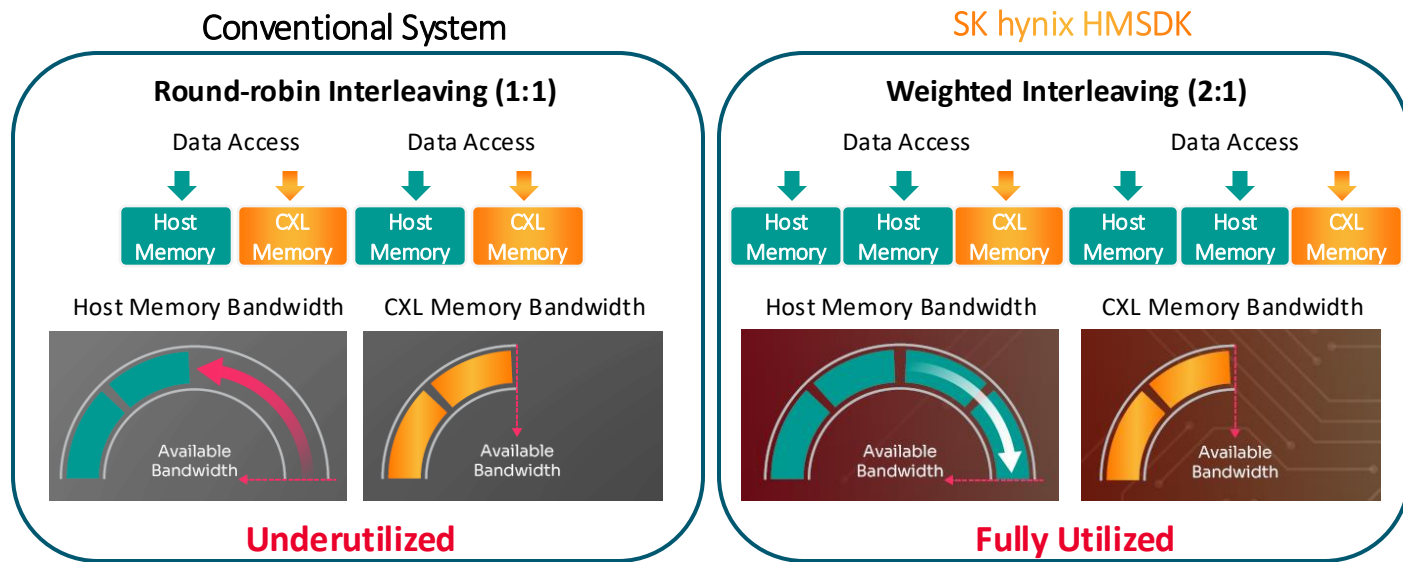 Conventional System
Round-robin Interleaving (1:1)
Data Access
Data Access
Host
Memory
CXL
Memory
Host
Memory
CXL
Memory
Host Memory Bandwidth
CXL Memory Bandwidth
Available
Bandwidth
Available
Bandwidth
Underutilized
SK hynix HMSDK
Weighted Interleaving (2:1)
Data Access
Data Access
Host
Memory
Host
Memory
CXL
Memory
Host
Memory
Host
Memory
CXL
Memory
Host Memory Bandwidth
CXL Memory Bandwidth
Available
Bandwidth
Available
Bandwidth
Fully Utilized